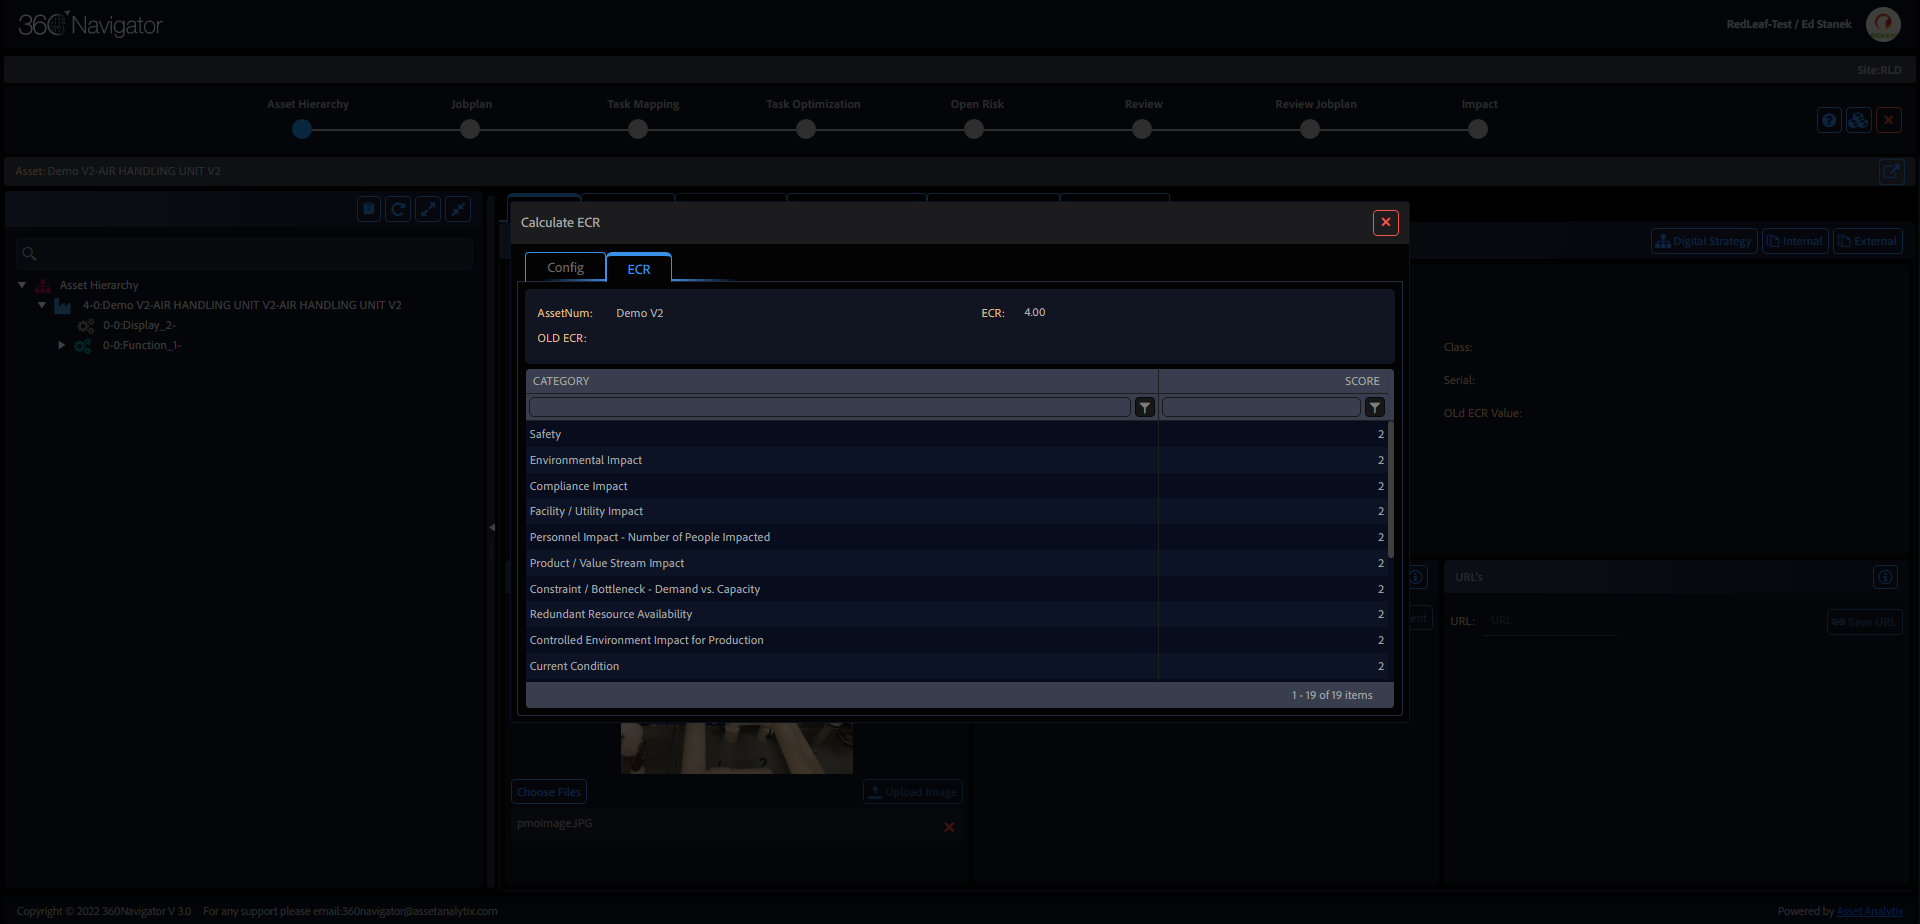 360 Navigator
RedLeaf-Test / Ed Stanek
Site:RLD
Asset Hierarchy
Jobplan
Task Mapping
Task Optimization
Open Risk
Review
Review Jobplan
Impact
Asset: Demo V2-AIR HANDLING UNIT V2
Asset Hierarchy
4-0:Demo V2-AIR HANDLING UNIT V2-AIR HANDLING UNIT V2
0-0:Display_2-
0-0:Function_1-
Digital Strategy
Internal
External
Calculate ECR
Config
ECR
AssetNum: Demo V2
ECR: 4.00
OLD ECR:
CATEGORY SCORE
Safety 2
Environmental Impact 2
Compliance Impact 2
Facility / Utility Impact 2
Personnel Impact - Number of People Impacted 2
Product / Value Stream Impact 2
Constraint / Bottleneck - Demand vs. Capacity 2
Redundant Resource Availability 2
Controlled Environment Impact for Production 2
Current Condition 2
1 - 19 of 19 items
Class:
Serial:
OLd ECR Value:
URL's
URL: URL
Save URL
Choose Files
Upload Image
pmoimage.JPG
Copyright © 2022 360Navigator V 3.0 For any support please email:360navigator@assetanalytix.com
Powered by Asset Analytix